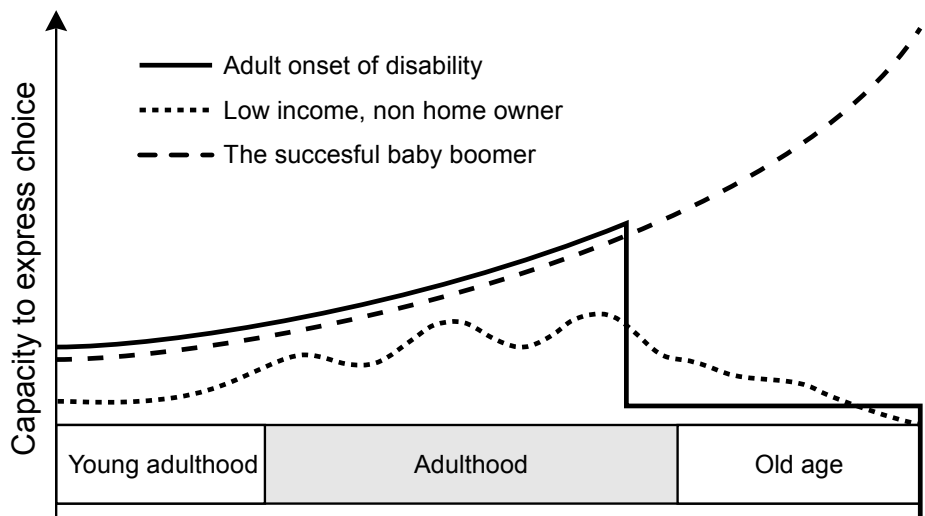 Adult onset of disability
Low income, non home owner
The succesful baby boomer
Capacity to express choice
Young adulthood
Adulthood
Old age